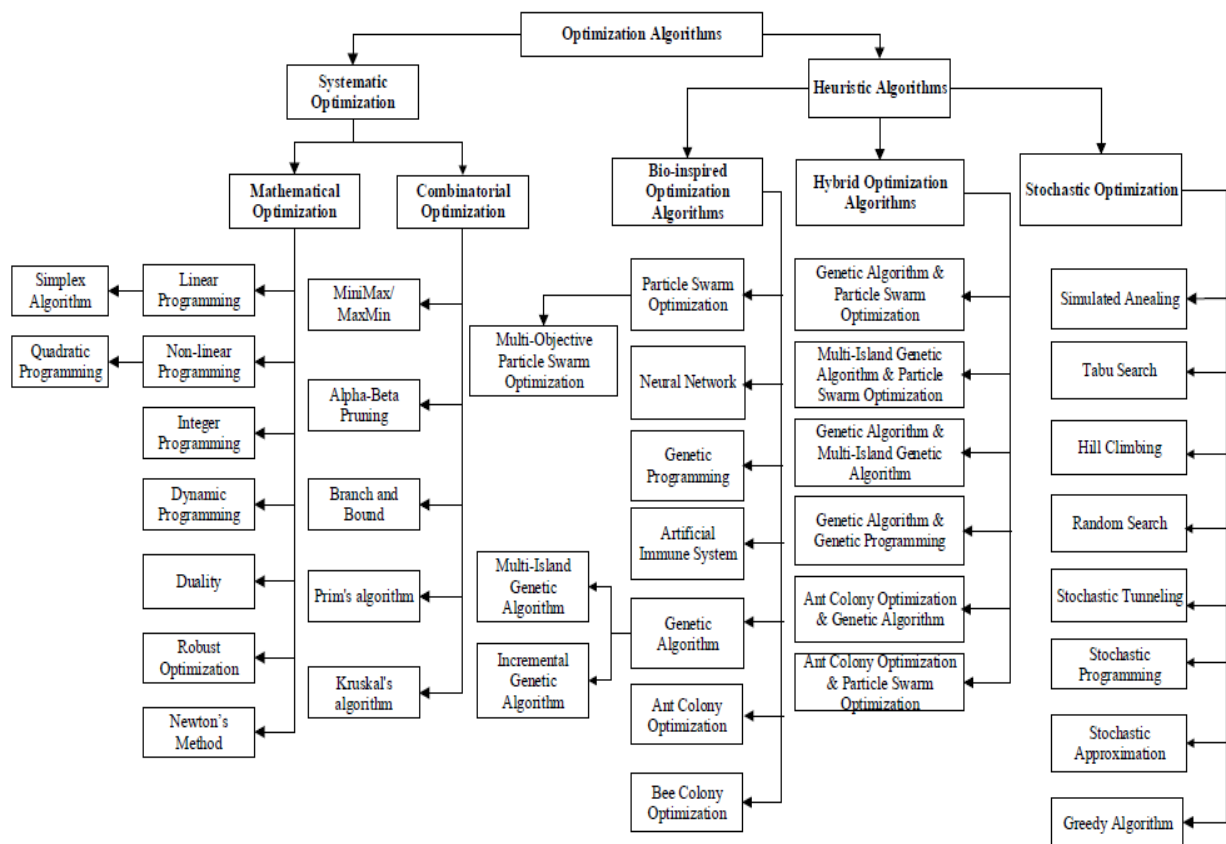 Optimization Algorithms
Systematic
Optimization
Heuristic Algorithms
Mathematical
Optimization
Combinatorial
Optimization
Bio-inspired
Optimization
Algorithms
Hybrid Optimization
Algorithms
Stochastic Optimization
Simplex
Algorithm
Linear
Programming
Quadratic
Programming
Non-linear
Programming
Integer
Programming
Dynamic
Programming
Duality
Robust
Optimization
Newton's
Method
MiniMax/
MaxMin
Alpha-Beta
Pruning
Branch and
Bound
Prim's algorithm
Kruskal's
algorithm
Particle Swarm
Optimization
Multi-Objective
Particle Swarm
Optimization
Neural Network
Genetic
Programming
Artificial
Immune System
Genetic
Algorithm
Multi-Island
Genetic
Algorithm
Incremental
Genetic
Algorithm
Ant Colony
Optimization
Bee Colony
Optimization
Genetic Algorithm &
Particle Swarm
Optimization
Multi-Island Genetic
Algorithm & Particle
Swarm Optimization
Genetic Algorithm &
Multi-Island Genetic
Algorithm
Genetic Algorithm &
Genetic Programming
Ant Colony Optimization
& Genetic Algorithm
Ant Colony Optimization
& Particle Swarm
Optimization
Simulated Anealing
Tabu Search
Hill Climbing
Random Search
Stochastic Tunneling
Stochastic
Programming
Stochastic
Approximation
Greedy Algorithm